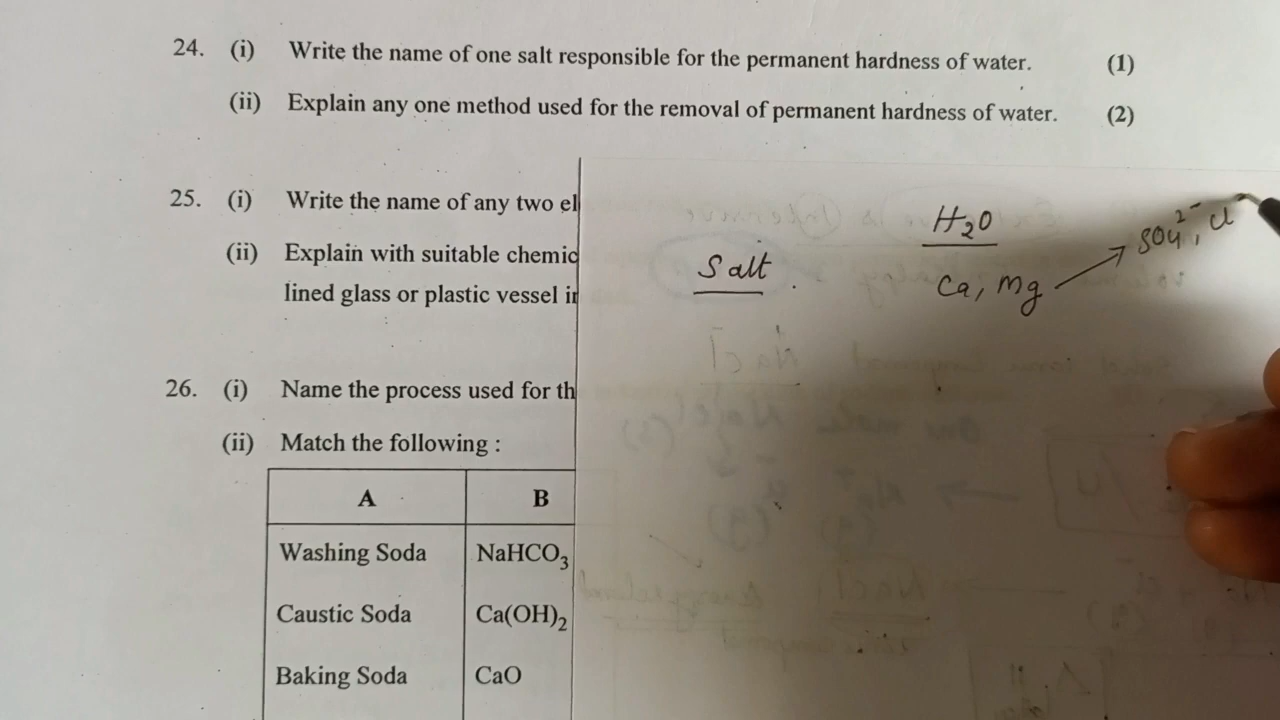 24. (i) Write the name of one salt responsible for the permanent hardness of water. (1)
(ii) Explain any one method used for the removal of permanent hardness of water. (2)
25. (i) Write the name of any two el
(ii) Explain with suitable chemic
lined glass or plastic vessel in
26. (i) Name the process used for th
(ii) Match the following :
A B
Washing Soda NaHCO₃
Caustic Soda Ca(OH)₂
Baking Soda CaO
H₂O
Salt
Ca, Mg → SO₄²⁻, Cl⁻